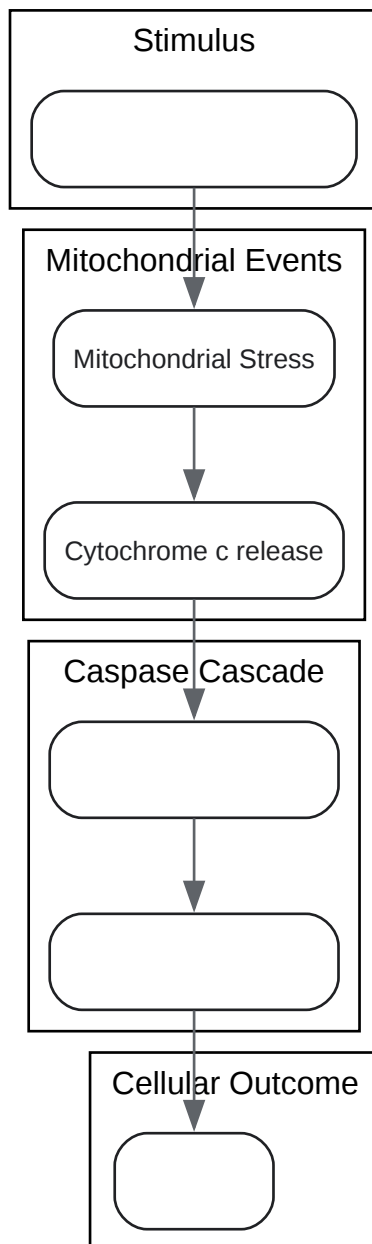 Stimulus
Mitochondrial Events
Mitochondrial Stress
Cytochrome c release
Caspase Cascade
Cellular Outcome